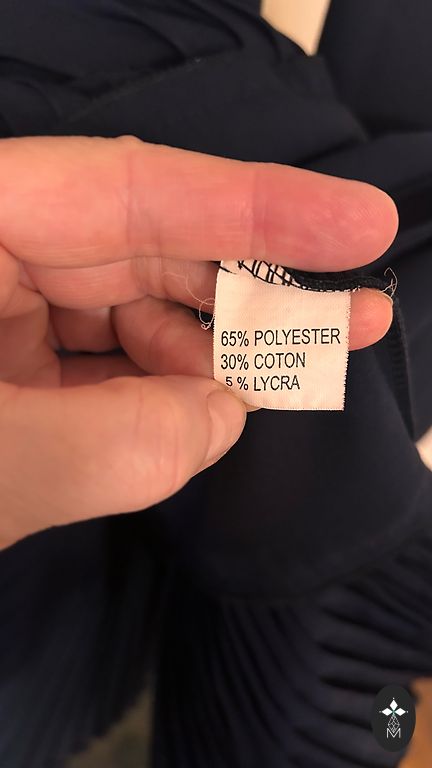 65% POLYESTER
30% COTON
5 % LYCRA
M